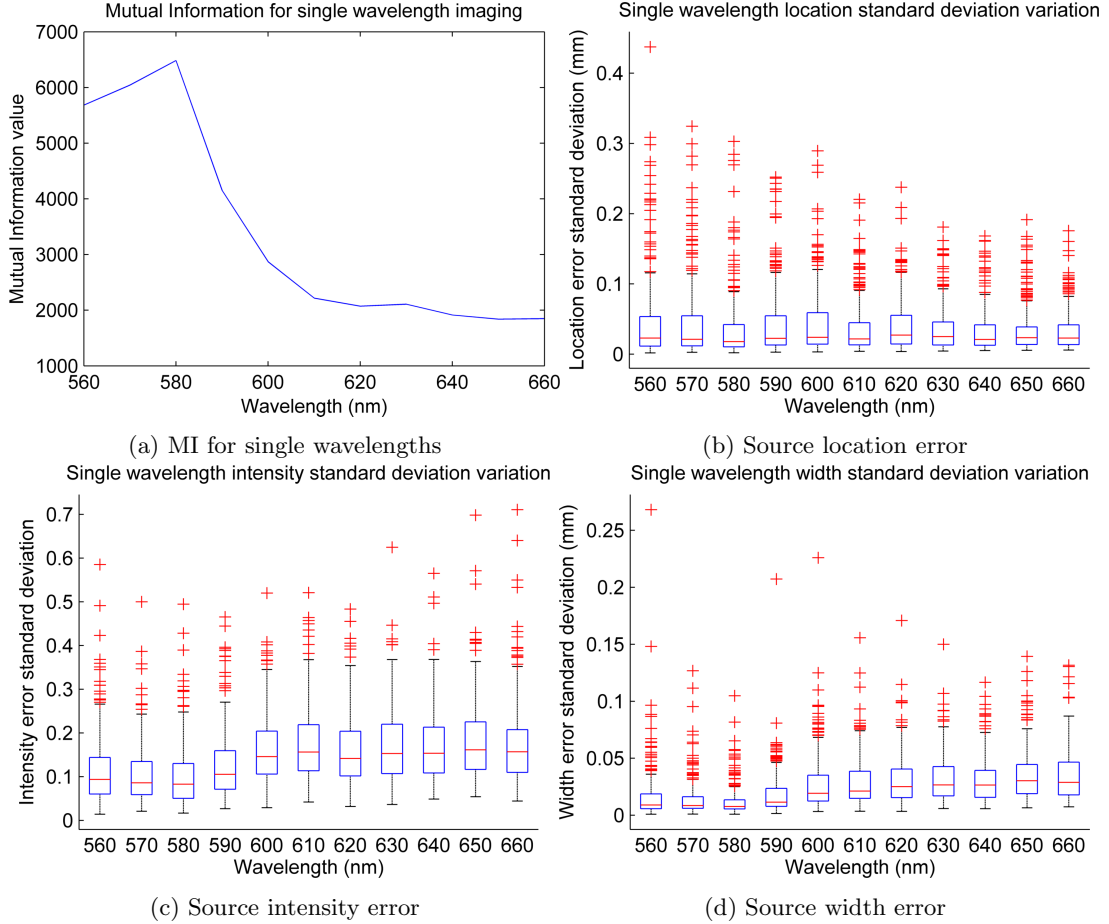 Mutual Information for single wavelength imaging
7000
6000
5000
4000
3000
2000
1000
Mutual Information value
560 580 600 620 640 660
Wavelength (nm)
(a) MI for single wavelengths
Single wavelength location standard deviation variation
0.4
0.3
0.2
0.1
0
Location error standard deviation (mm)
560 570 580 590 600 610 620 630 640 650 660
Wavelength (nm)
(b) Source location error
Single wavelength intensity standard deviation variation
0.7
0.6
0.5
0.4
0.3
0.2
0.1
0
Intensity error standard deviation
560 570 580 590 600 610 620 630 640 650 660
Wavelength (nm)
(c) Source intensity error
Single wavelength width standard deviation variation
0.25
0.2
0.15
0.1
0.05
0
Width error standard deviation (mm)
560 570 580 590 600 610 620 630 640 650 660
Wavelength (nm)
(d) Source width error